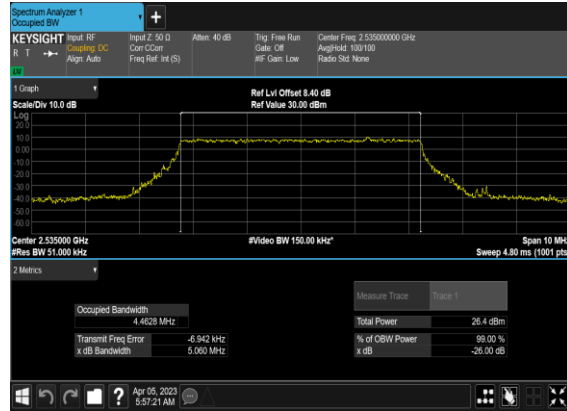 Spectrum Analyzer 1
Occupied BW
+
KEYSIGHT Input: RF Input Z: 50 Ω Atten: 40 dB Trig: Free Run Center Freq: 2.535000000 GHz
R T Coupling: DC Corr CCorr Gate: Off Avg|Hold: 100/100
Align: Auto Freq Ref: Int (S) #IF Gain: Low Radio Std: None
1 Graph
Ref Lvl Offset 8.40 dB
Scale/Div 10.0 dB Ref Value 30.00 dBm
Log
20.0
10.0
0.00
-10.0
-20.0
-30.0
-40.0
-50.0
-60.0
Center 2.535000 GHz #Video BW 150.00 kHz* Span 10 MHz
#Res BW 51.000 kHz Sweep 4.80 ms (1001 pts
2 Metrics
Measure Trace Trace 1
Occupied Bandwidth
4.4628 MHz Total Power 26.4 dBm
Transmit Freq Error -6.942 kHz % of OBW Power 99.00 %
x dB Bandwidth 5.060 MHz x dB -26.00 dB
? Apr 05, 2023
5:57:21 AM